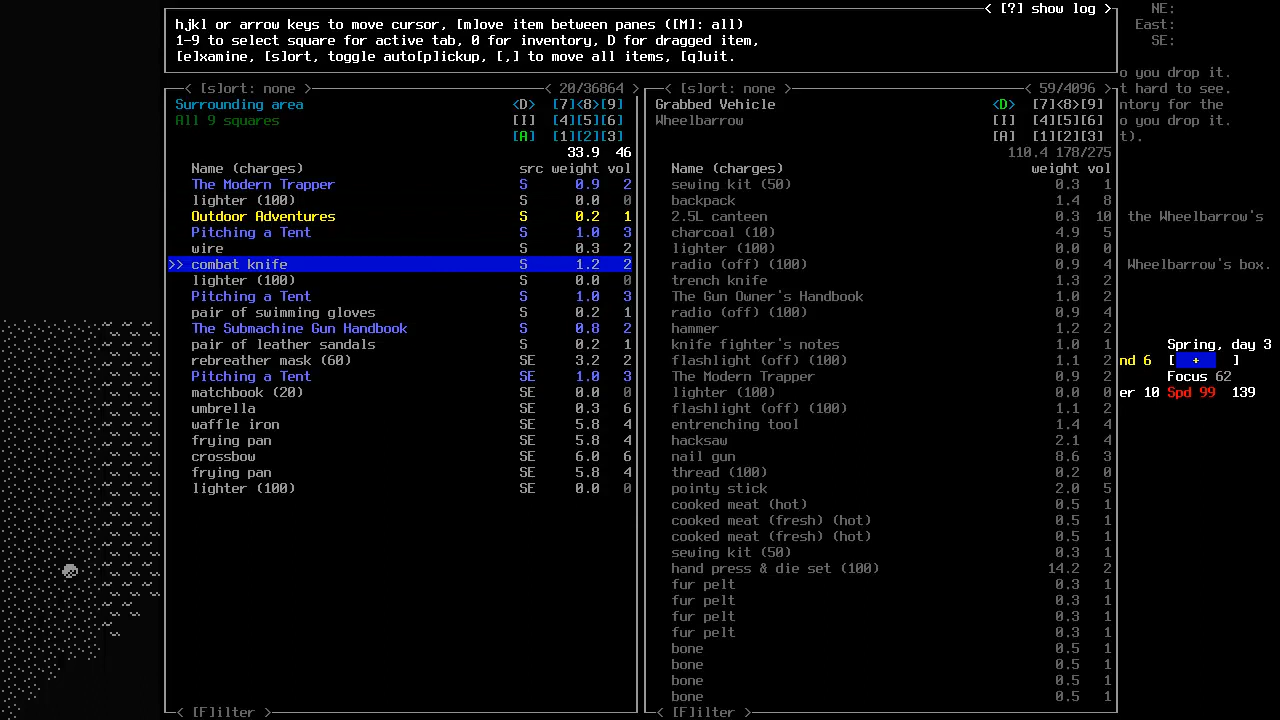 < [?] show log >
hjkl or arrow keys to move cursor, [m]ove item between panes ([M]: all)
1-9 to select square for active tab, 0 for inventory, D for dragged item,
[e]xamine, [s]ort, toggle auto[p]ickup, [,] to move all items, [q]uit.
NE:
East:
SE:
o you drop it.
t hard to see.
ntory for the
o you drop it.
t).
the Wheelbarrow's
Wheelbarrow's box.
Spring, day 3
nd 6 [ + ]
Focus 62
er 10 Spd 99 139
< [s]ort: none > < 20/36864 >
Surrounding area <D> [7]<8>[9]
All 9 squares [I] [4][5][6]
[A] [1][2][3]
33.9 46
Name (charges) src weight vol
The Modern Trapper S 0.9 2
lighter (100) S 0.0 0
Outdoor Adventures S 0.2 1
Pitching a Tent S 1.0 3
wire S 0.3 2
>> combat knife S 1.2 2
lighter (100) S 0.0 0
Pitching a Tent S 1.0 3
pair of swimming gloves S 0.2 1
The Submachine Gun Handbook S 0.8 2
pair of leather sandals S 0.2 1
rebreather mask (60) SE 3.2 2
Pitching a Tent SE 1.0 3
matchbook (20) SE 0.0 0
umbrella SE 0.3 6
waffle iron SE 5.8 4
frying pan SE 5.8 4
crossbow SE 6.0 6
frying pan SE 5.8 4
lighter (100) SE 0.0 0
< [F]ilter >
< [s]ort: none > < 59/4096 >
Grabbed Vehicle <D> [7]<8>[9]
Wheelbarrow [I] [4][5][6]
[A] [1][2][3]
110.4 178/275
Name (charges) weight vol
sewing kit (50) 0.3 1
backpack 1.4 8
2.5L canteen 0.3 10
charcoal (10) 4.9 5
lighter (100) 0.0 0
radio (off) (100) 0.9 4
trench knife 1.3 2
The Gun Owner's Handbook 1.0 2
radio (off) (100) 0.9 4
hammer 1.2 2
knife fighter's notes 1.0 1
flashlight (off) (100) 1.1 2
The Modern Trapper 0.9 2
lighter (100) 0.0 0
flashlight (off) (100) 1.1 2
entrenching tool 1.4 4
hacksaw 2.1 4
nail gun 8.6 3
thread (100) 0.2 0
pointy stick 2.0 5
cooked meat (hot) 0.5 1
cooked meat (fresh) (hot) 0.5 1
cooked meat (fresh) (hot) 0.5 1
sewing kit (50) 0.3 1
hand press & die set (100) 14.2 2
fur pelt 0.3 1
fur pelt 0.3 1
fur pelt 0.3 1
fur pelt 0.3 1
bone 0.5 1
bone 0.5 1
bone 0.5 1
bone 0.5 1
< [F]ilter >